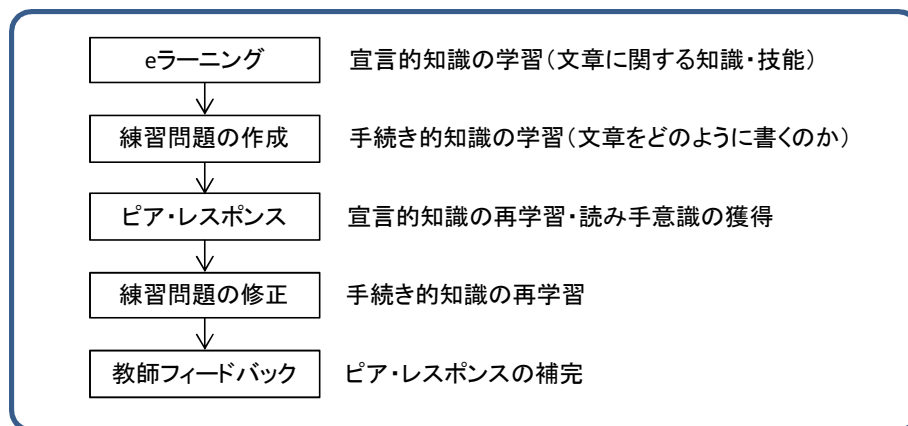 eラーニング 宣言的知識の学習(文章に関する知識・技能)
練習問題の作成 手続き的知識の学習(文章をどのように書くのか)
ピア・レスポンス 宣言的知識の再学習・読み手意識の獲得
練習問題の修正 手続き的知識の再学習
教師フィードバック ピア・レスポンスの補完